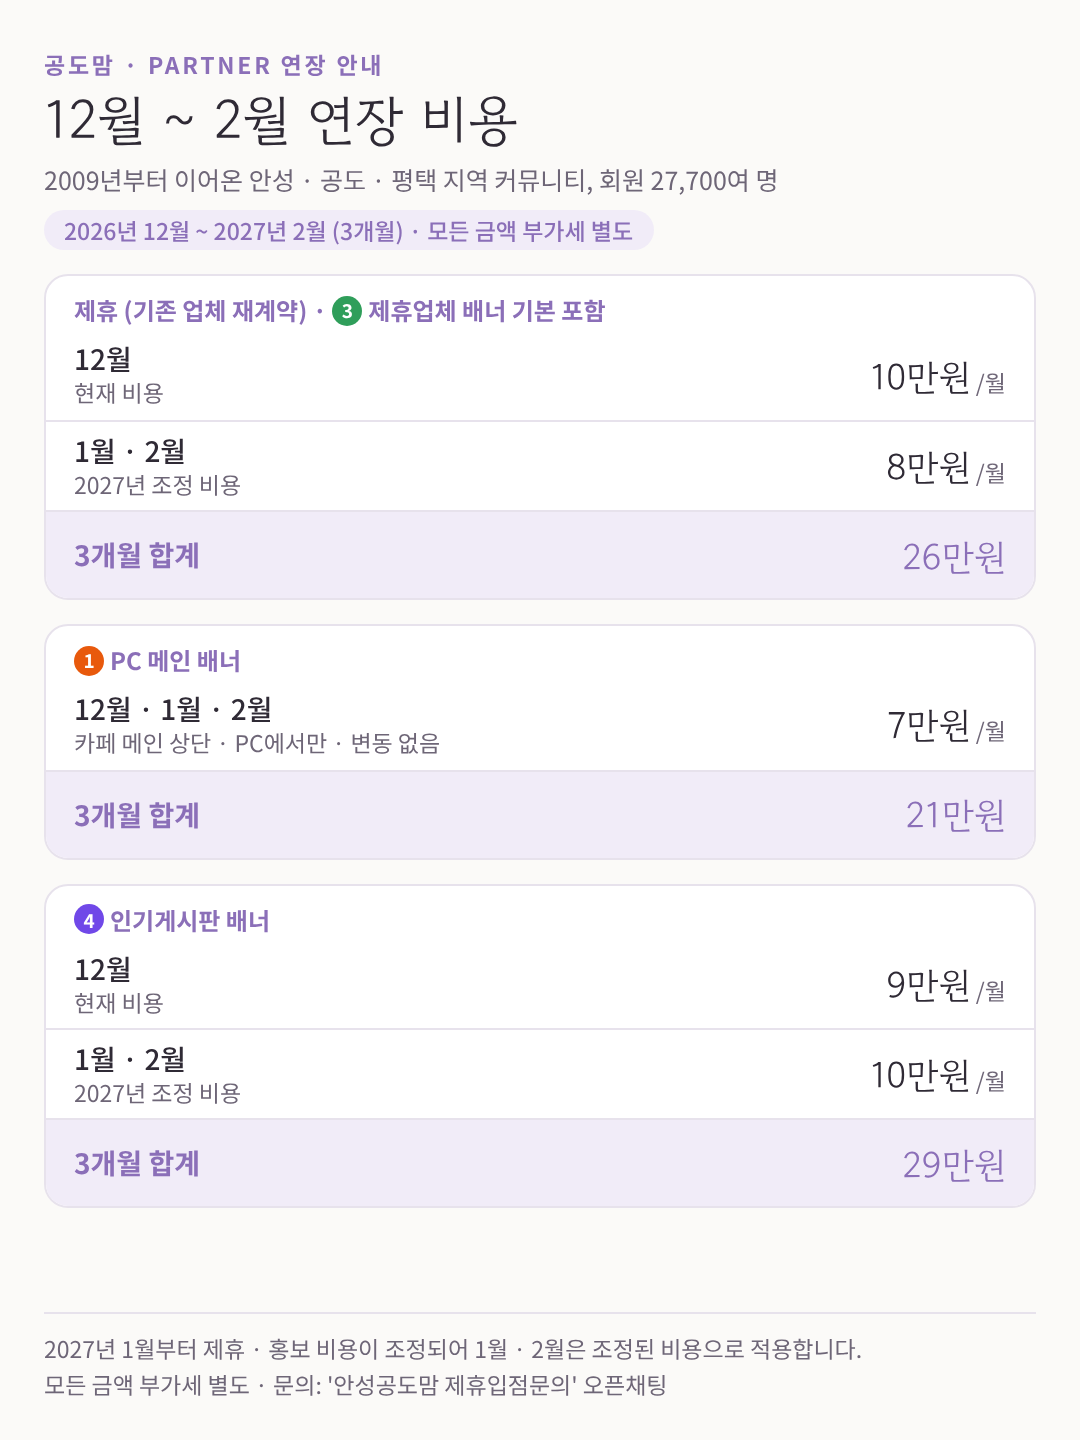 공도맘 · PARTNER 연장 안내
12월 ~ 2월 연장 비용
2009년부터 이어온 안성 · 공도 · 평택 지역 커뮤니티, 회원 27,700여 명
2026년 12월 ~ 2027년 2월 (3개월) · 모든 금액 부가세 별도
제휴 (기존 업체 재계약) · 3 제휴업체 배너 기본 포함
12월
현재 비용
10만원 /월
1월 · 2월
2027년 조정 비용
8만원 /월
3개월 합계
26만원
1 PC 메인 배너
12월 · 1월 · 2월
카페 메인 상단 · PC에서만 · 변동 없음
7만원 /월
3개월 합계
21만원
4 인기게시판 배너
12월
현재 비용
9만원 /월
1월 · 2월
2027년 조정 비용
10만원 /월
3개월 합계
29만원
2027년 1월부터 제휴 · 홍보 비용이 조정되어 1월 · 2월은 조정된 비용으로 적용합니다.
모든 금액 부가세 별도 · 문의: '안성공도맘 제휴입점문의' 오픈채팅